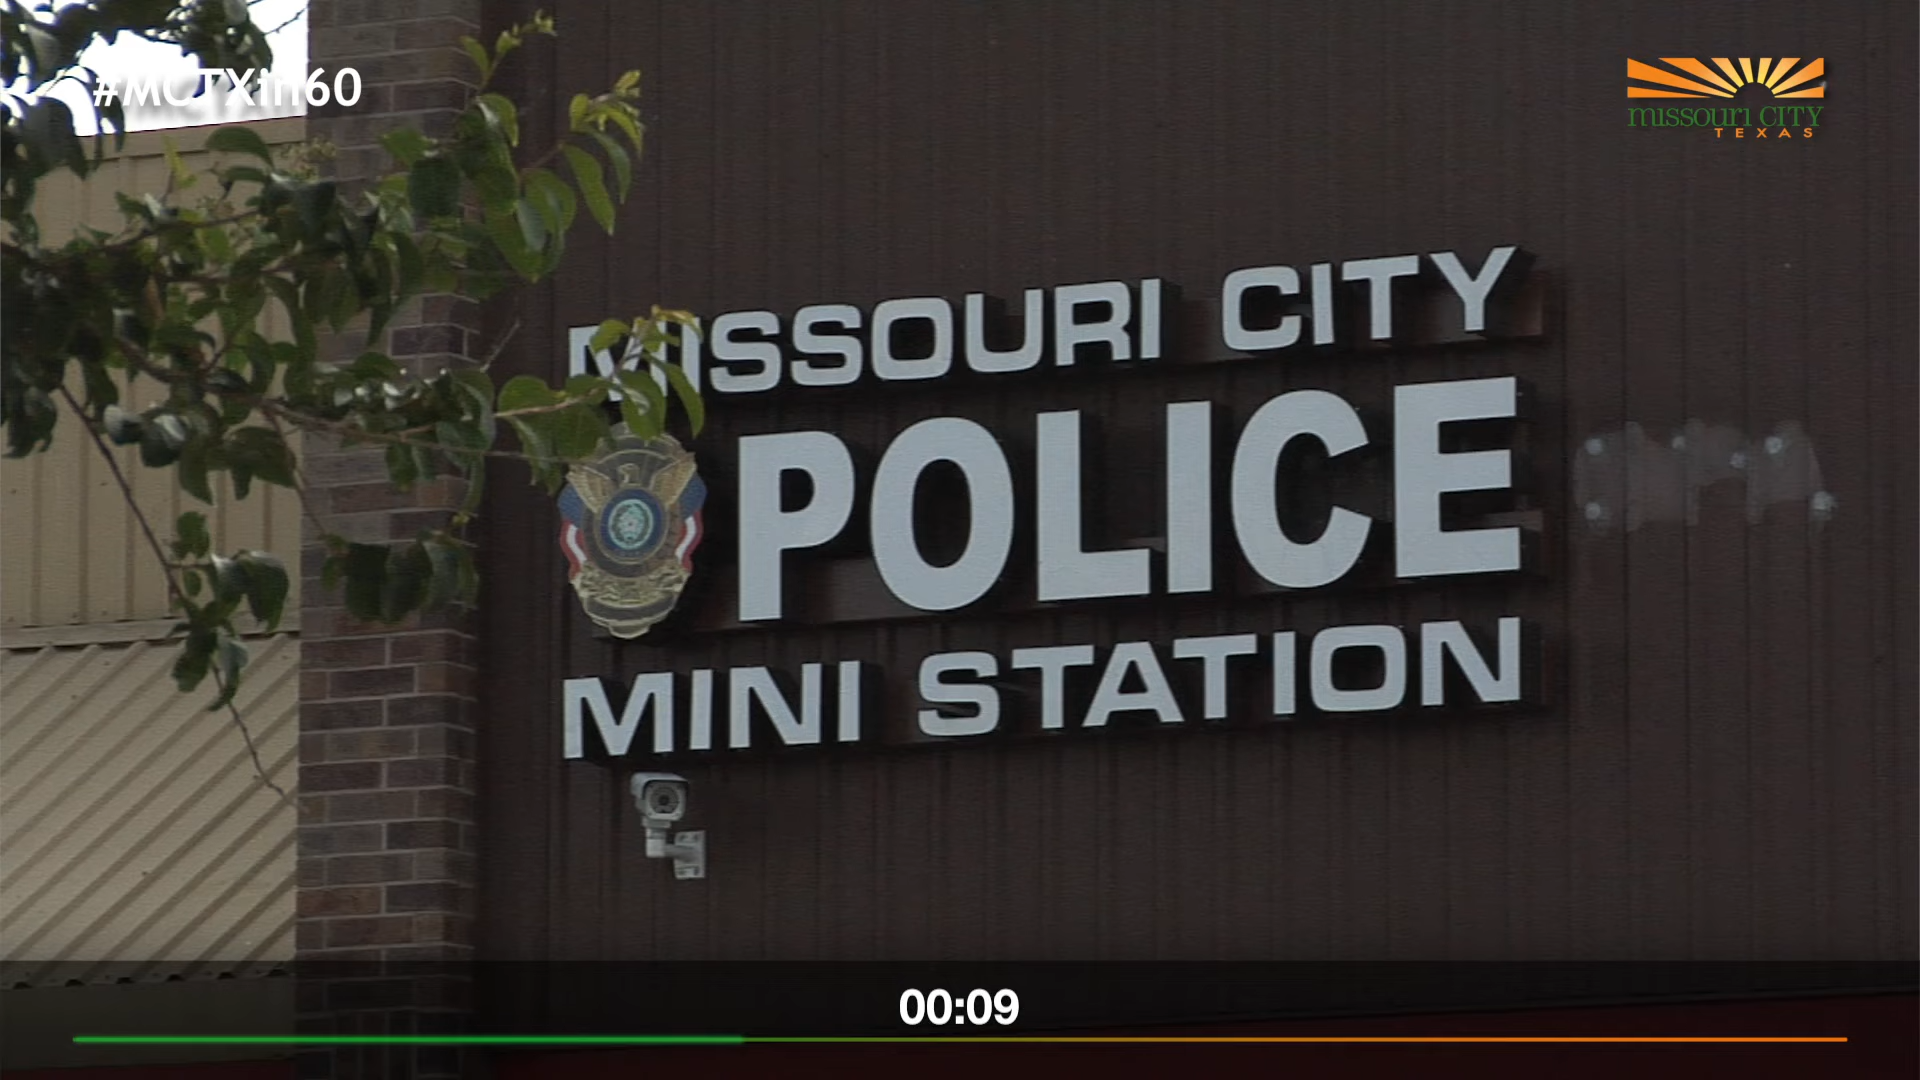 #MCTXin60
missouri CITY
TEXAS
MISSOURI CITY
POLICE
MINI STATION
00:09